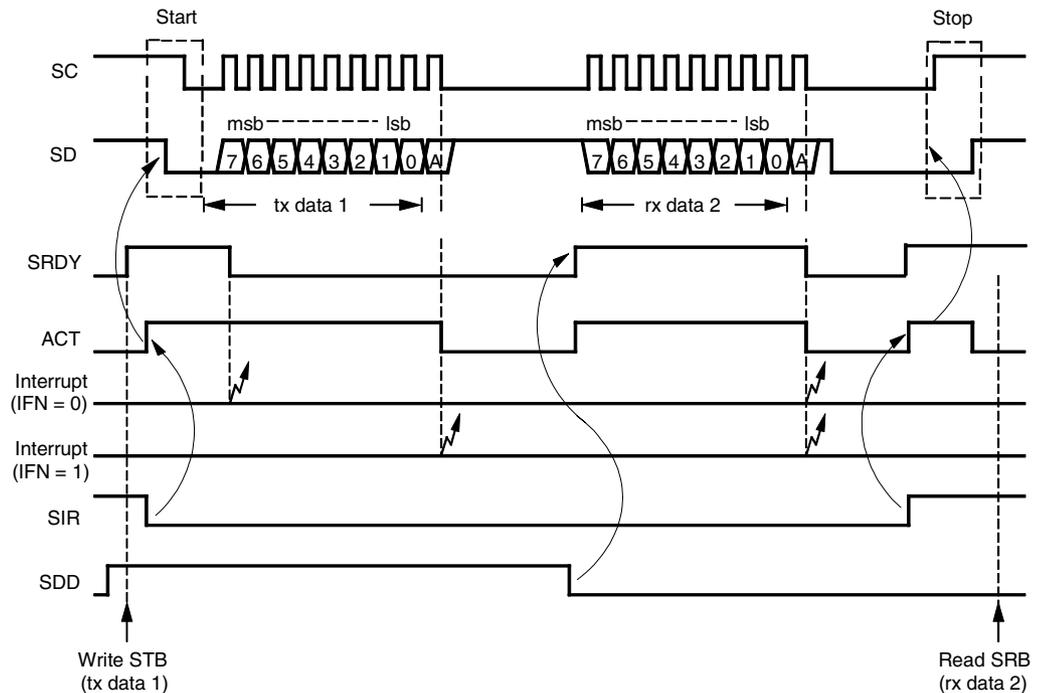 Start
Stop
SC
msb lsb
msb lsb
SD
7 6 5 4 3 2 1 0 A
7 6 5 4 3 2 1 0 A
tx data 1
rx data 2
SRDY
ACT
Interrupt
(IFN = 0)
Interrupt
(IFN = 1)
SIR
SDD
Write STB
(tx data 1)
Read SRB
(rx data 2)